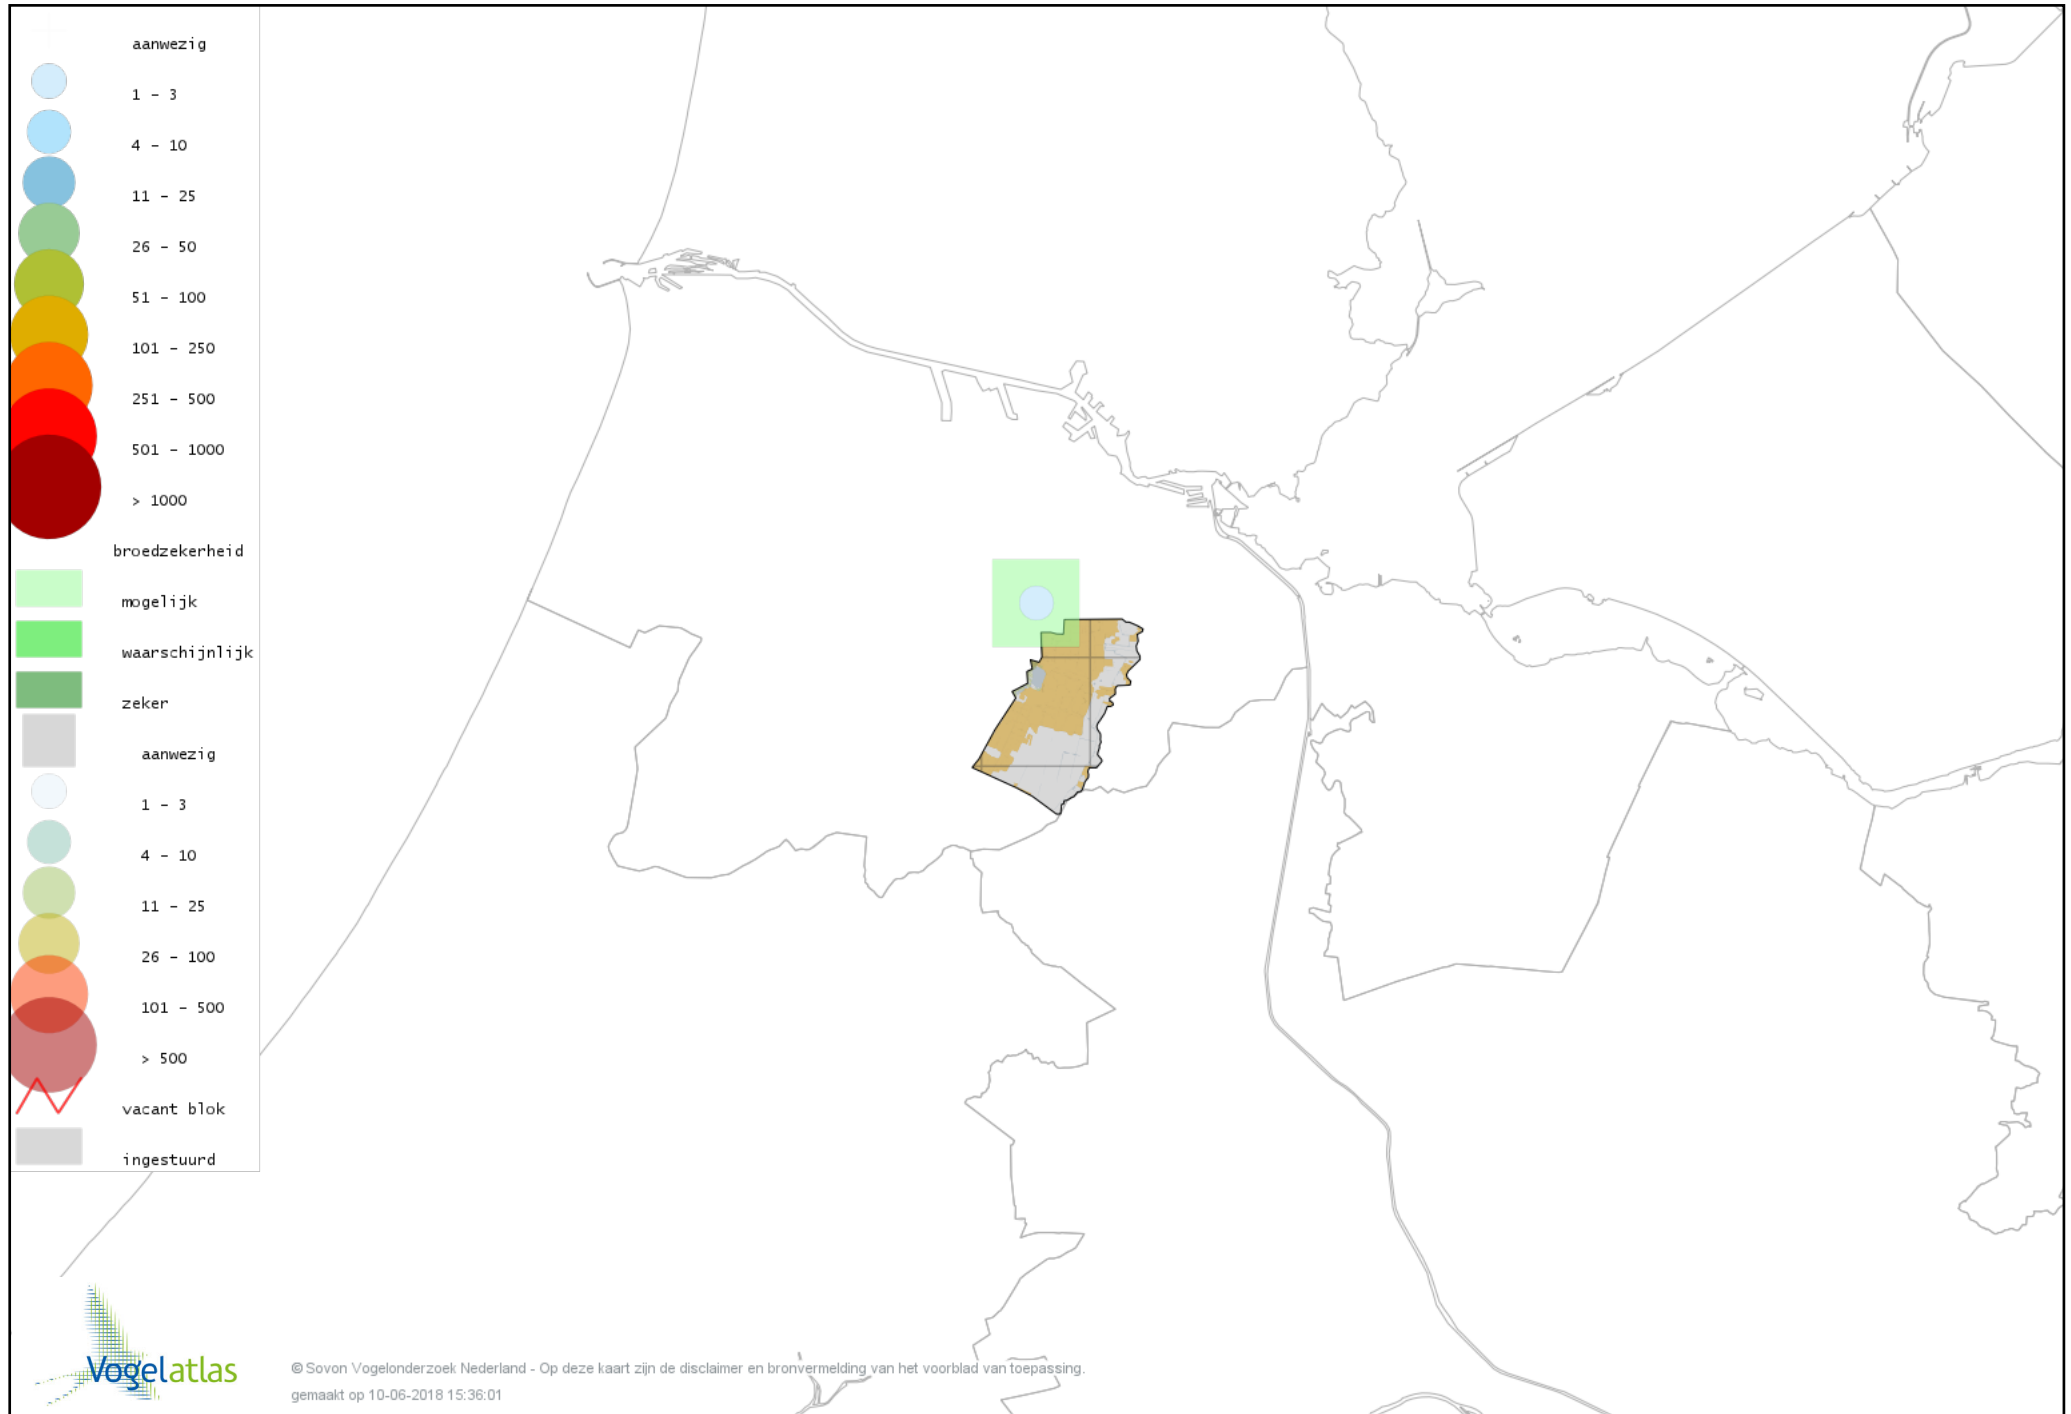 aanwezig
1 - 3
4 - 10
11 - 25
26 - 50
51 - 100
101 - 250
251 - 500
501 - 1000
> 1000
broedzekerheid
mogelijk
waarschijnlijk
zeker
aanwezig
1 - 3
4 - 10
11 - 25
26 - 100
101 - 500
> 500
vacant blok
ingestuurd
Vogelatlas
© Sovon Vogelonderzoek Nederland - Op deze kaart zijn de disclaimer en bronvermelding van het voorblad van toepassing.
gemaakt op 10-06-2018 15:36:01